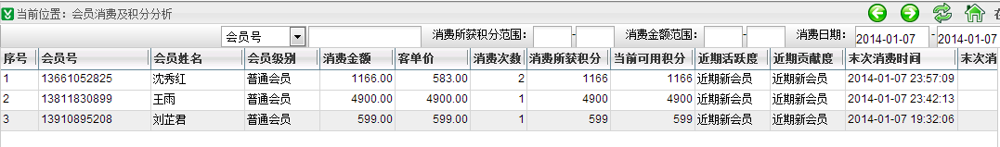 当前位置：会员消费及积分分析
会员号 消费所获积分范围： - 消费金额范围： - 消费日期： 2014-01-07 - 2014-01-07
序号 会员号 会员姓名 会员级别 消费金额 客单价 消费次数 消费所获积分 当前可用积分 近期活跃度 近期贡献度 末次消费时间 末次消
1 13661052825 沈秀红 普通会员 1166.00 583.00 2 1166 1166 近期新会员 近期新会员 2014-01-07 23:57:09
2 13811830899 王雨 普通会员 4900.00 4900.00 1 4900 4900 近期新会员 近期新会员 2014-01-07 23:42:13
3 13910895208 刘芷君 普通会员 599.00 599.00 1 599 599 近期新会员 近期新会员 2014-01-07 19:32:06